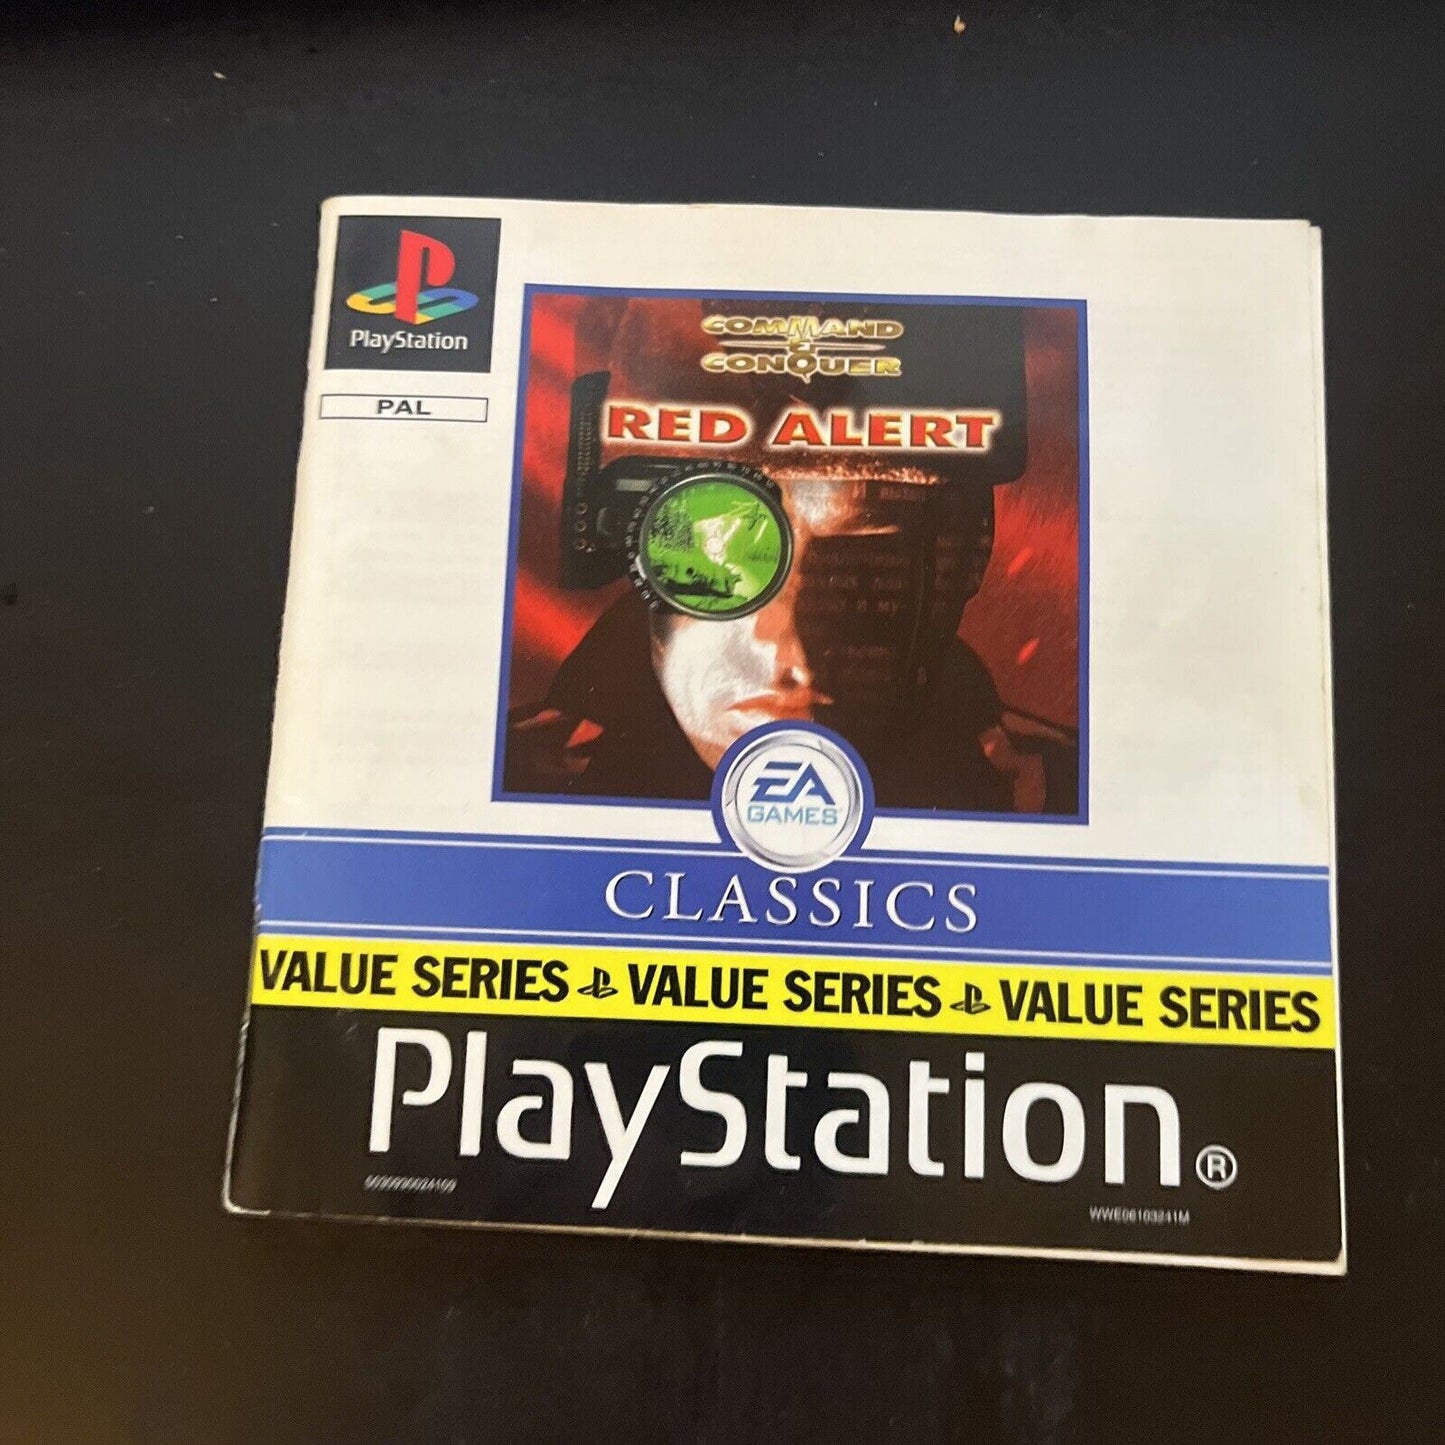 PlayStation
PAL
COMMAND
&
CONQUER
RED ALERT
EA
GAMES
CLASSICS
VALUE SERIES VALUE SERIES VALUE SERIES
PlayStation®
WWE06103241M